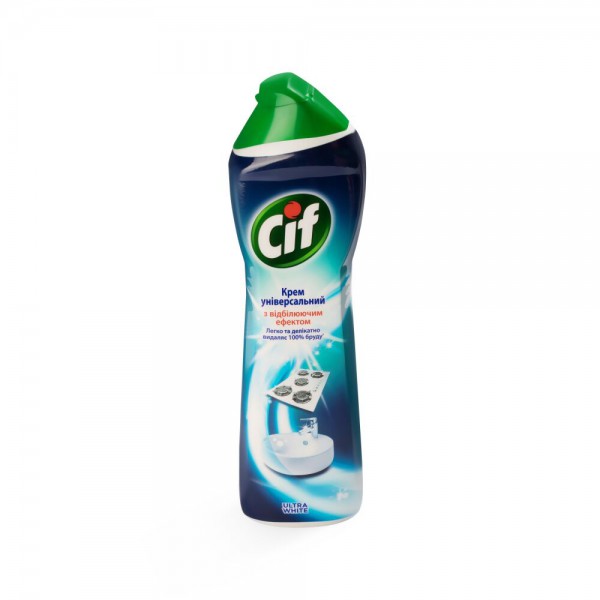 Cif
Крем
універсальний
з відбілюючим
ефектом
Легко та делікатно
видаляє 100% бруду
ULTRA
WHITE